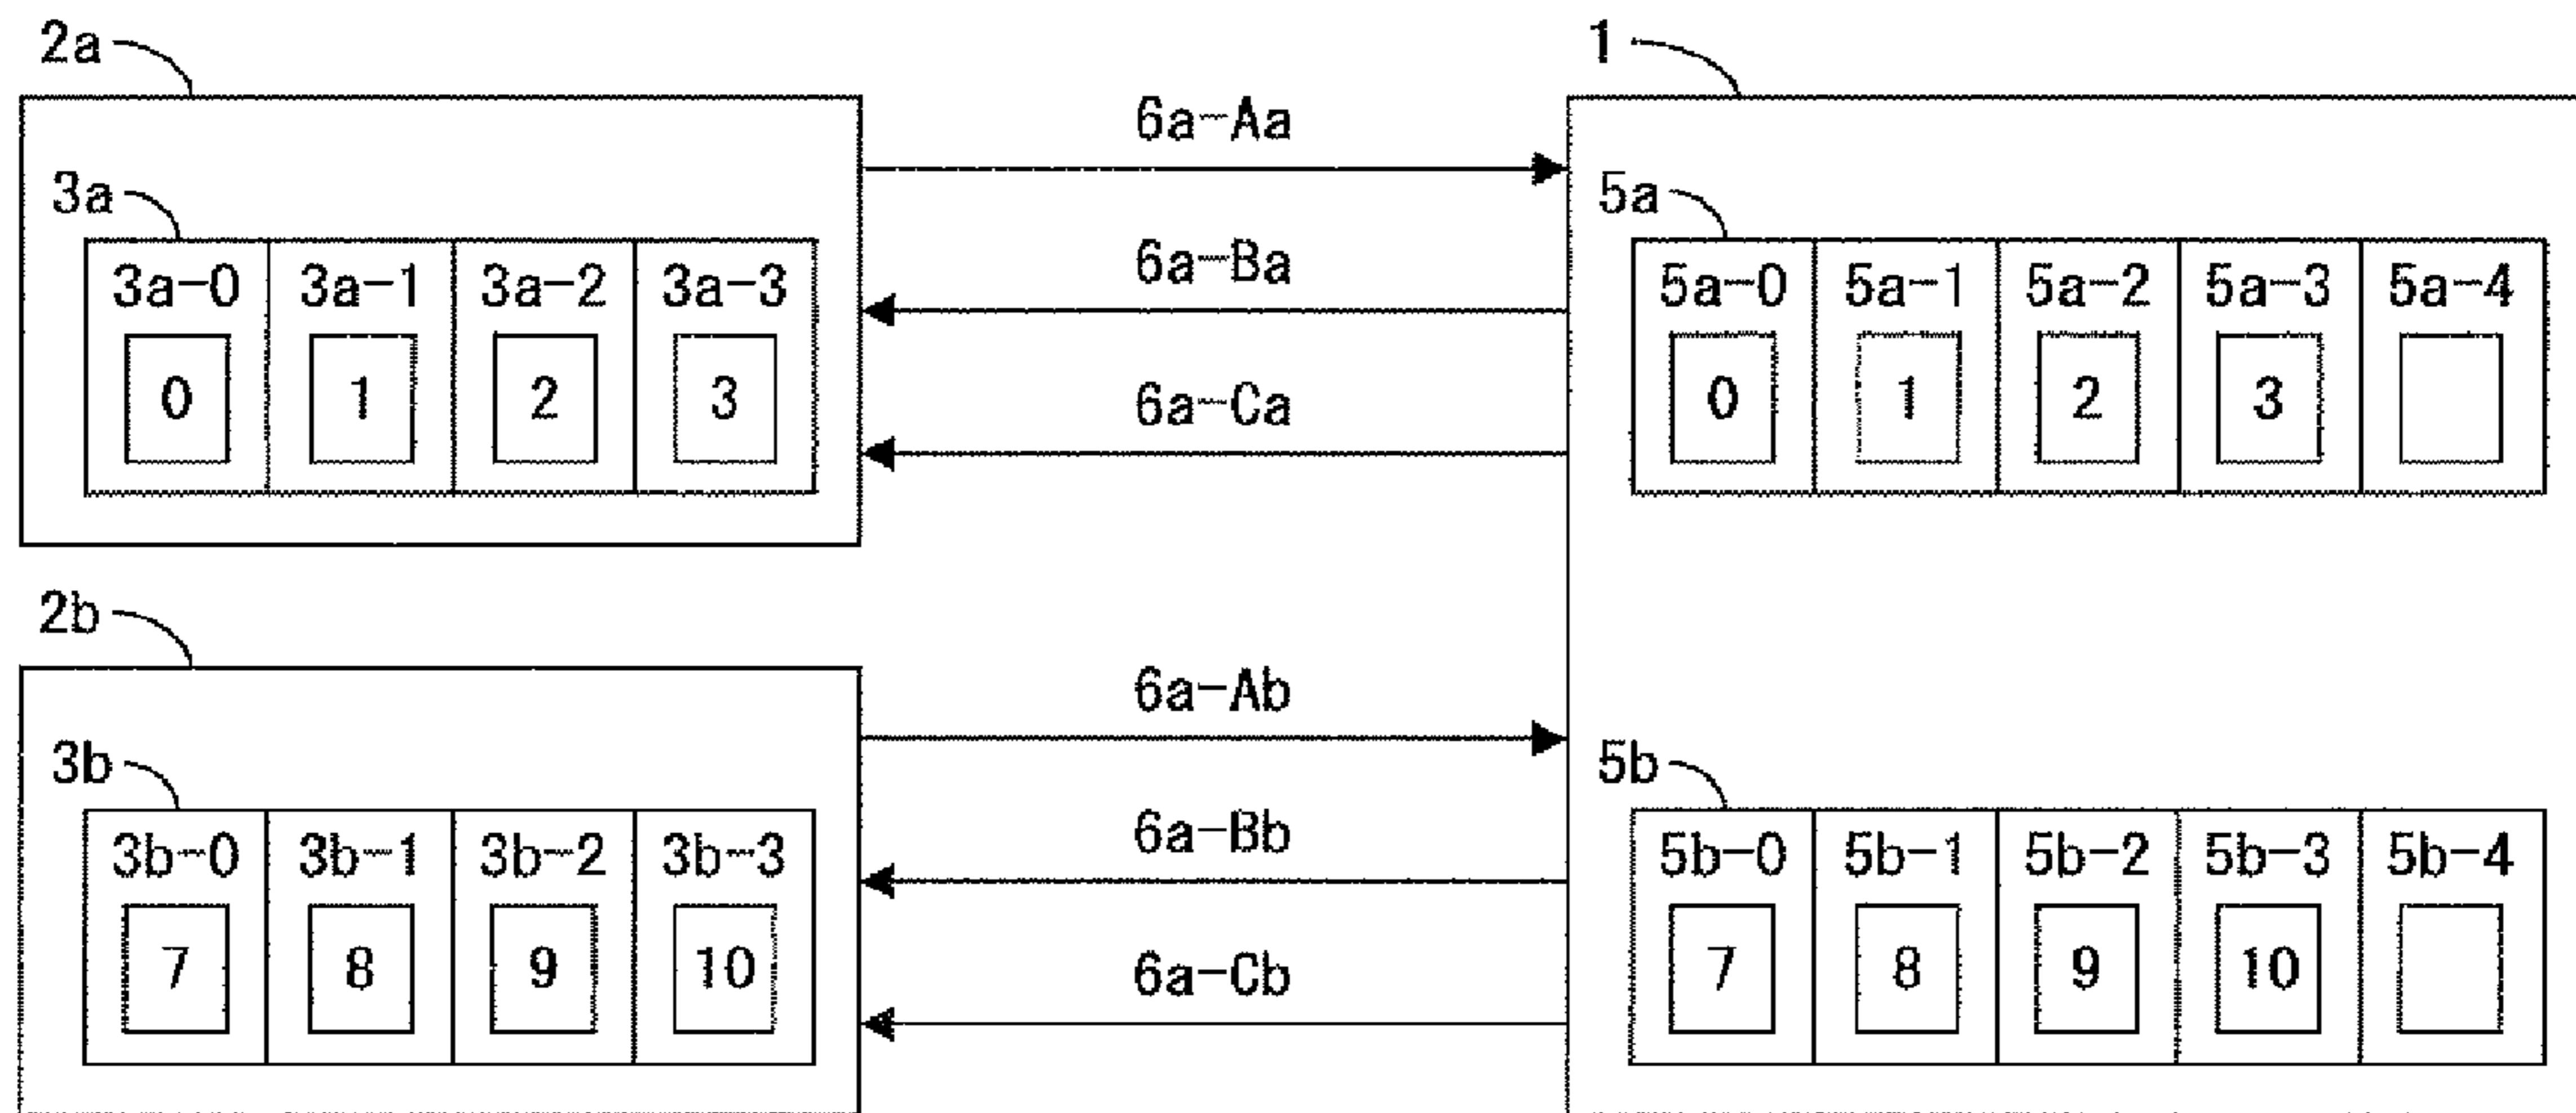 2a 1
6a-Aa
3a 5a
6a-Ba
3a-0 3a-1 3a-2 3a-3 5a-0 5a-1 5a-2 5a-3 5a-4
6a-Ca
0 1 2 3 0 1 2 3
2b
6a-Ab
3b 5b
6a-Bb
3b-0 3b-1 3b-2 3b-3 5b-0 5b-1 5b-2 5b-3 5b-4
6a-Cb
7 8 9 10 7 8 9 10